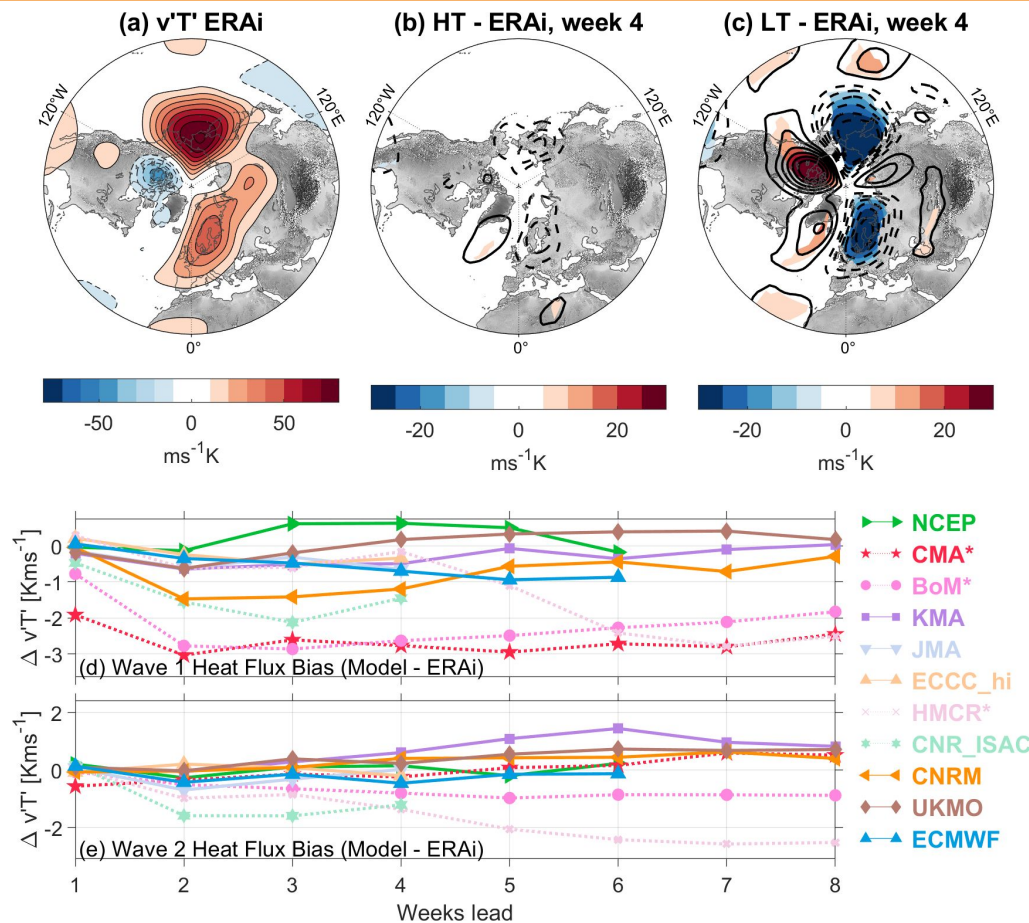 (a) v'T' ERAi
(b) HT - ERAi, week 4
(c) LT - ERAi, week 4
120°W
120°E
120°W
120°E
120°W
120°E
0°
0°
0°
-50 0 50
-20 0 20
-20 0 20
ms⁻¹K
ms⁻¹K
ms⁻¹K
Δ v'T' [Kms⁻¹]
0
-1
-2
-3
(d) Wave 1 Heat Flux Bias (Model - ERAi)
Δ v'T' [Kms⁻¹]
2
0
-2
(e) Wave 2 Heat Flux Bias (Model - ERAi)
1 2 3 4 5 6 7 8
Weeks lead
NCEP
CMA*
BoM*
KMA
JMA
ECCC_hi
HMCR*
CNR_ISAC
CNRM
UKMO
ECMWF